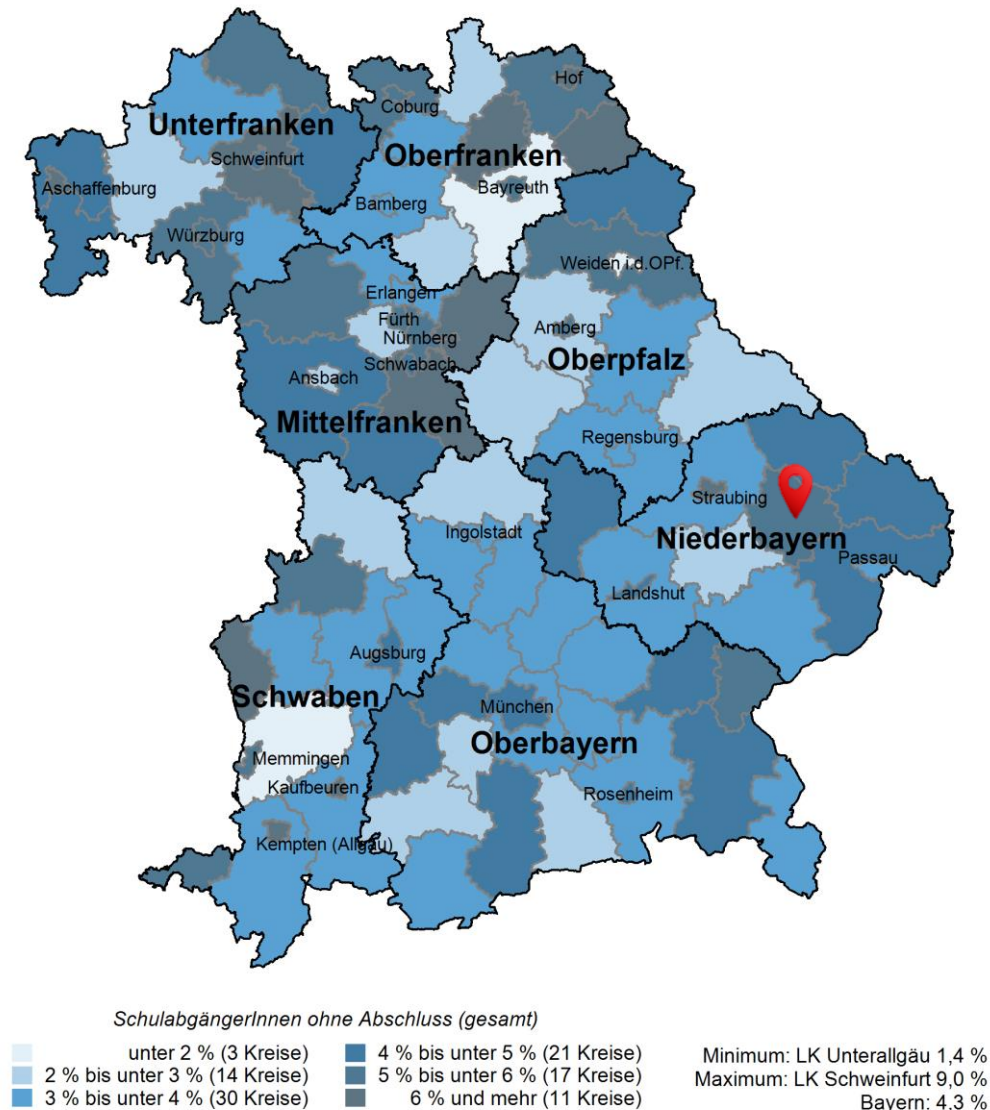 Hof
Coburg
Unterfranken
Oberfranken
Schweinfurt
Aschaffenburg
Bayreuth
Bamberg
Würzburg
Weiden i.d.OPf.
Erlangen
Fürth
Nürnberg
Amberg
Oberpfalz
Schwabach
Ansbach
Mittelfranken
Regensburg
Straubing
Ingolstadt
Niederbayern
Passau
Landshut
Augsburg
Schwaben
München
Oberbayern
Memmingen
Kaufbeuren
Rosenheim
Kempten (Allgäu)
SchulabgängerInnen ohne Abschluss (gesamt)
unter 2 % (3 Kreise)
2 % bis unter 3 % (14 Kreise)
3 % bis unter 4 % (30 Kreise)
4 % bis unter 5 % (21 Kreise)
5 % bis unter 6 % (17 Kreise)
6 % und mehr (11 Kreise)
Minimum: LK Unterallgäu 1,4 %
Maximum: LK Schweinfurt 9,0 %
Bayern: 4.3 %